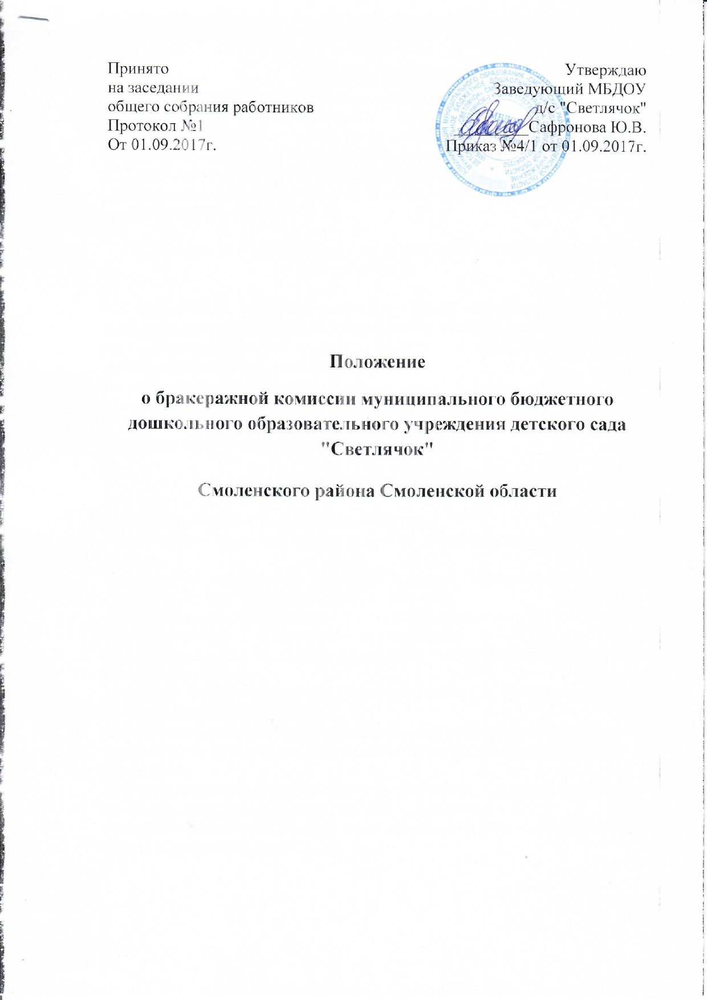 Принято
на заседании
общего собрания работников
Протокол №1
От 01.09.2017г.
Утверждаю
Заведующий МБДОУ
д/с "Светлячок"
Сафронова Ю.В.
Приказ №4/1 от 01.09.2017г.
Положение
о бракеражной комиссии муниципального бюджетного
дошкольного образовательного учреждения детского сада
"Светлячок"
Смоленского района Смоленской области